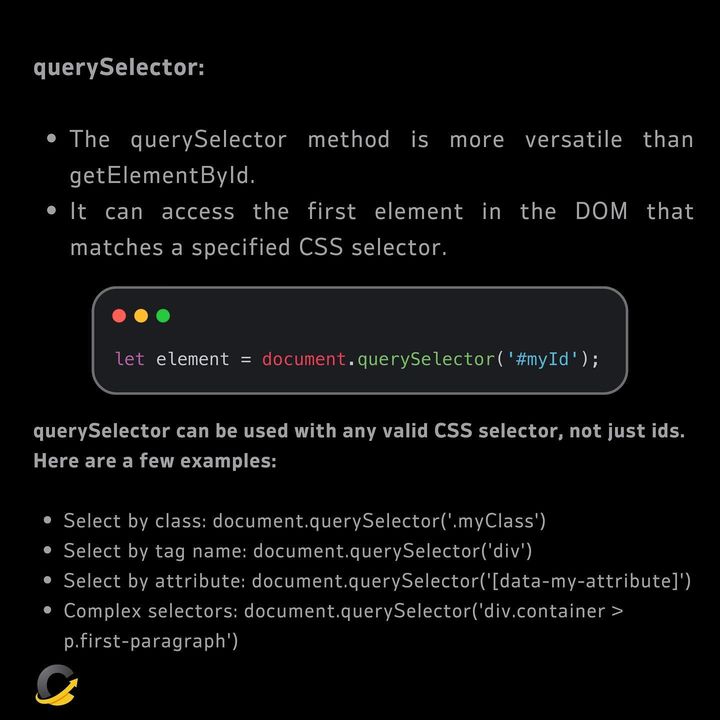 querySelector:
• The querySelector method is more versatile than
getElementById.
• It can access the first element in the DOM that
matches a specified CSS selector.
let element = document.querySelector('#myId');
querySelector can be used with any valid CSS selector, not just ids.
Here are a few examples:
• Select by class: document.querySelector('.myClass')
• Select by tag name: document.querySelector('div')
• Select by attribute: document.querySelector('[data-my-attribute]')
• Complex selectors: document.querySelector('div.container >
p.first-paragraph')